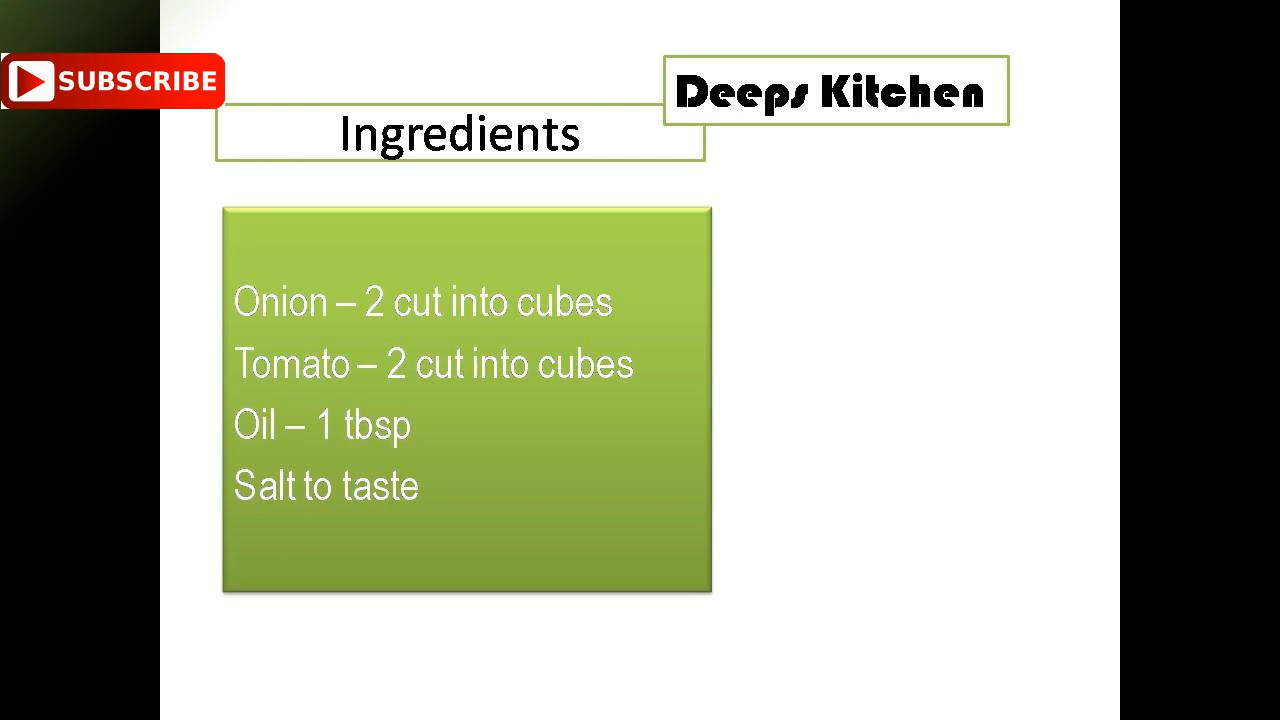 SUBSCRIBE
Deeps Kitchen
Ingredients
Onion – 2 cut into cubes
Tomato – 2 cut into cubes
Oil – 1 tbsp
Salt to taste